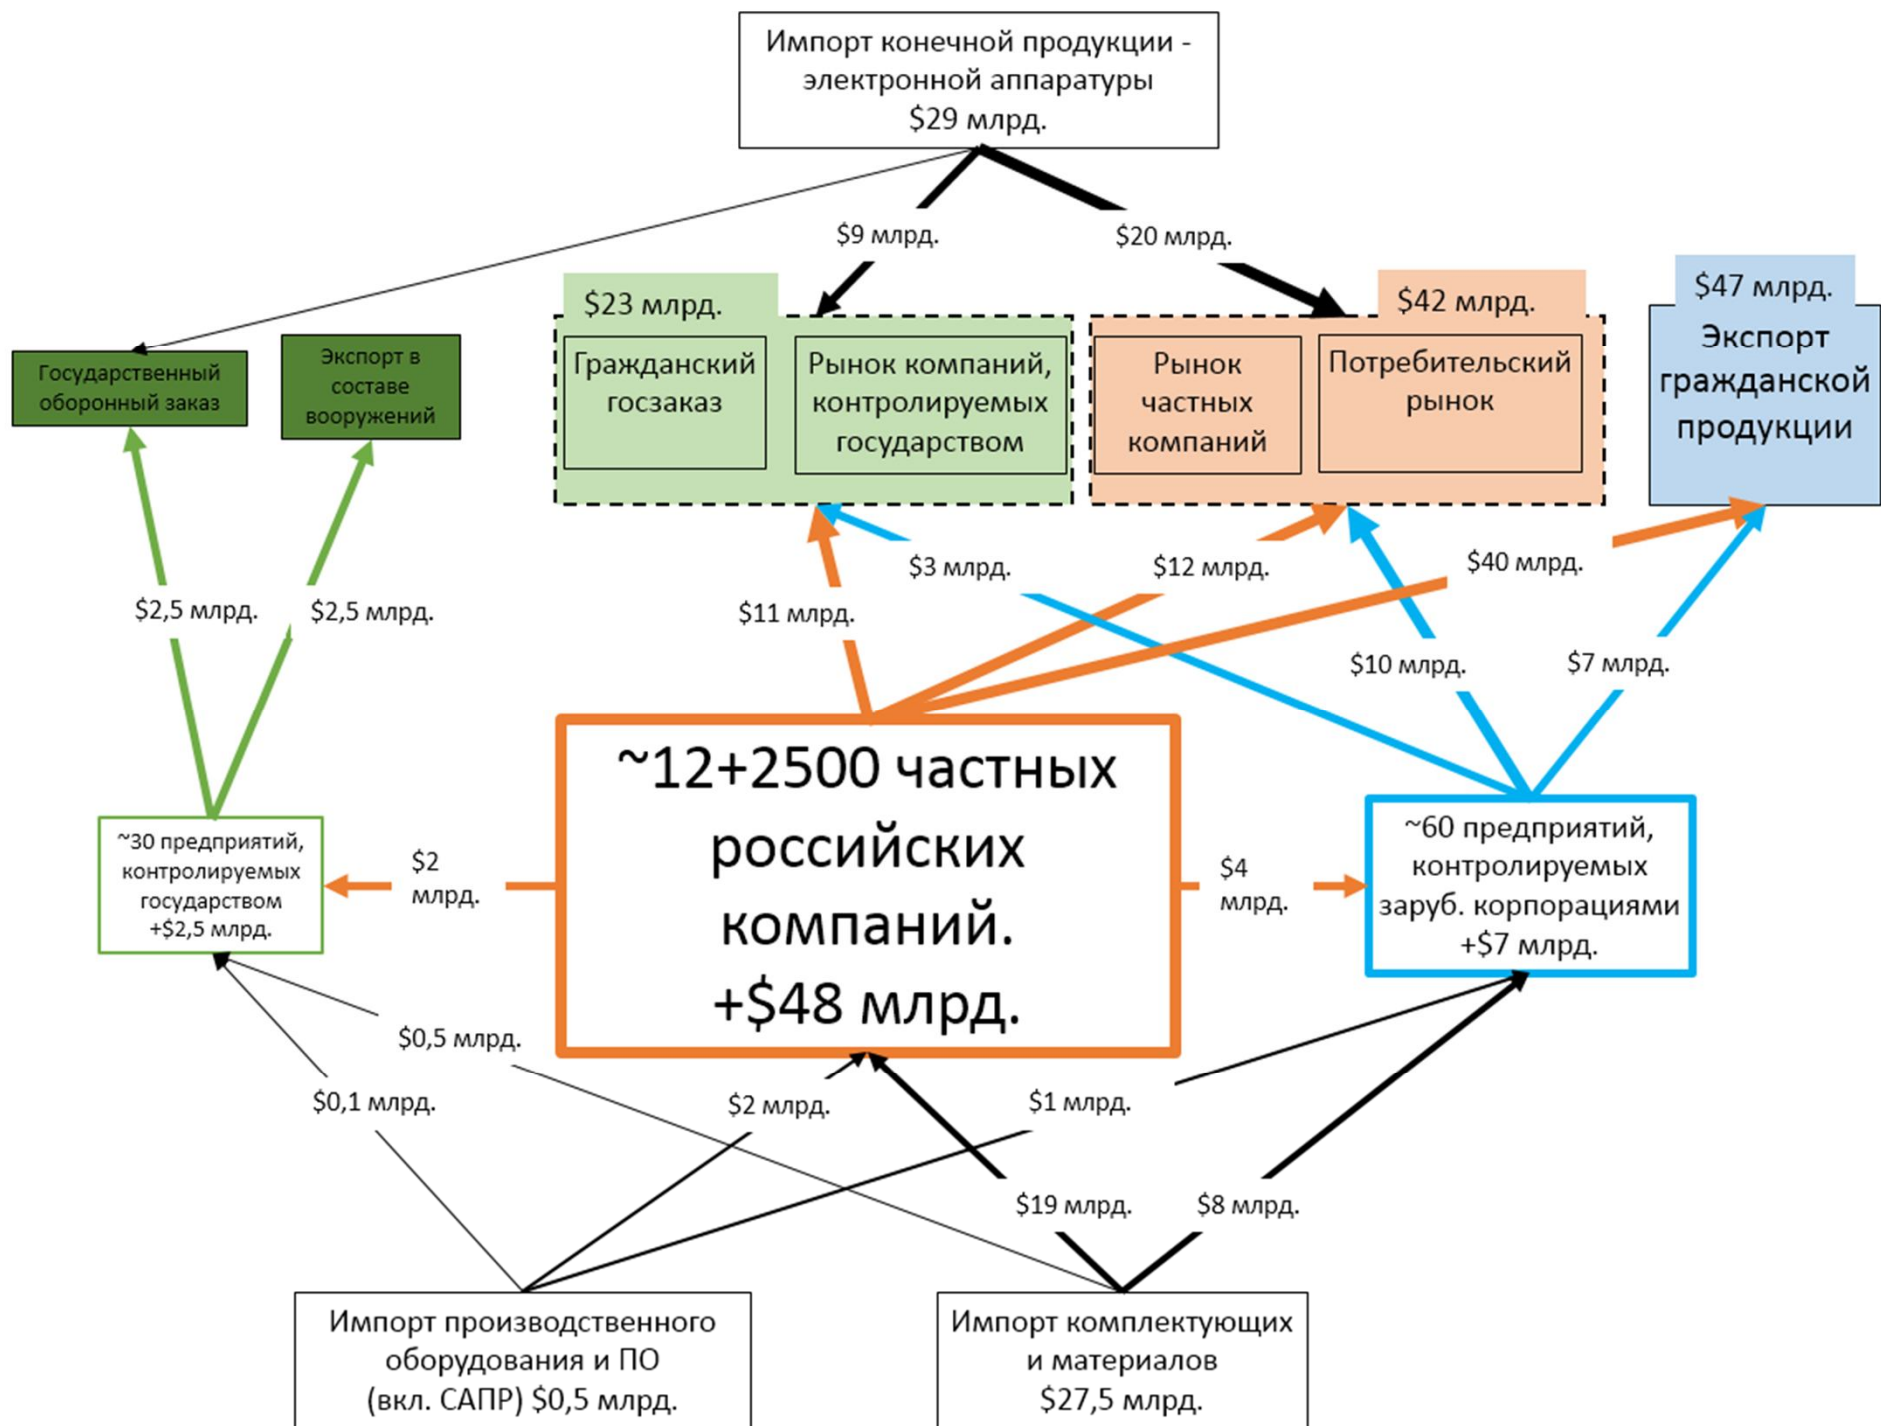 Импорт конечной продукции -
электронной аппаратуры
$29 млрд.
$9 млрд.
$20 млрд.
$23 млрд.
$42 млрд.
$47 млрд.
Государственный
оборонный заказ
Экспорт в
составе
вооружений
Гражданский
госзаказ
Рынок компаний,
контролируемых
государством
Рынок
частных
компаний
Потребительский
рынок
Экспорт
гражданской
продукции
$2,5 млрд.
$2,5 млрд.
$11 млрд.
$3 млрд.
$12 млрд.
$40 млрд.
$10 млрд.
$7 млрд.
~30 предприятий,
контролируемых
государством
+$2,5 млрд.
$2
млрд.
~12+2500 частных
российских
компаний.
+$48 млрд.
$4
млрд.
~60 предприятий,
контролируемых
заруб. корпорациями
+$7 млрд.
$0,5 млрд.
$0,1 млрд.
$2 млрд.
$1 млрд.
$19 млрд.
$8 млрд.
Импорт производственного
оборудования и ПО
(вкл. САПР) $0,5 млрд.
Импорт комплектующих
и материалов
$27,5 млрд.